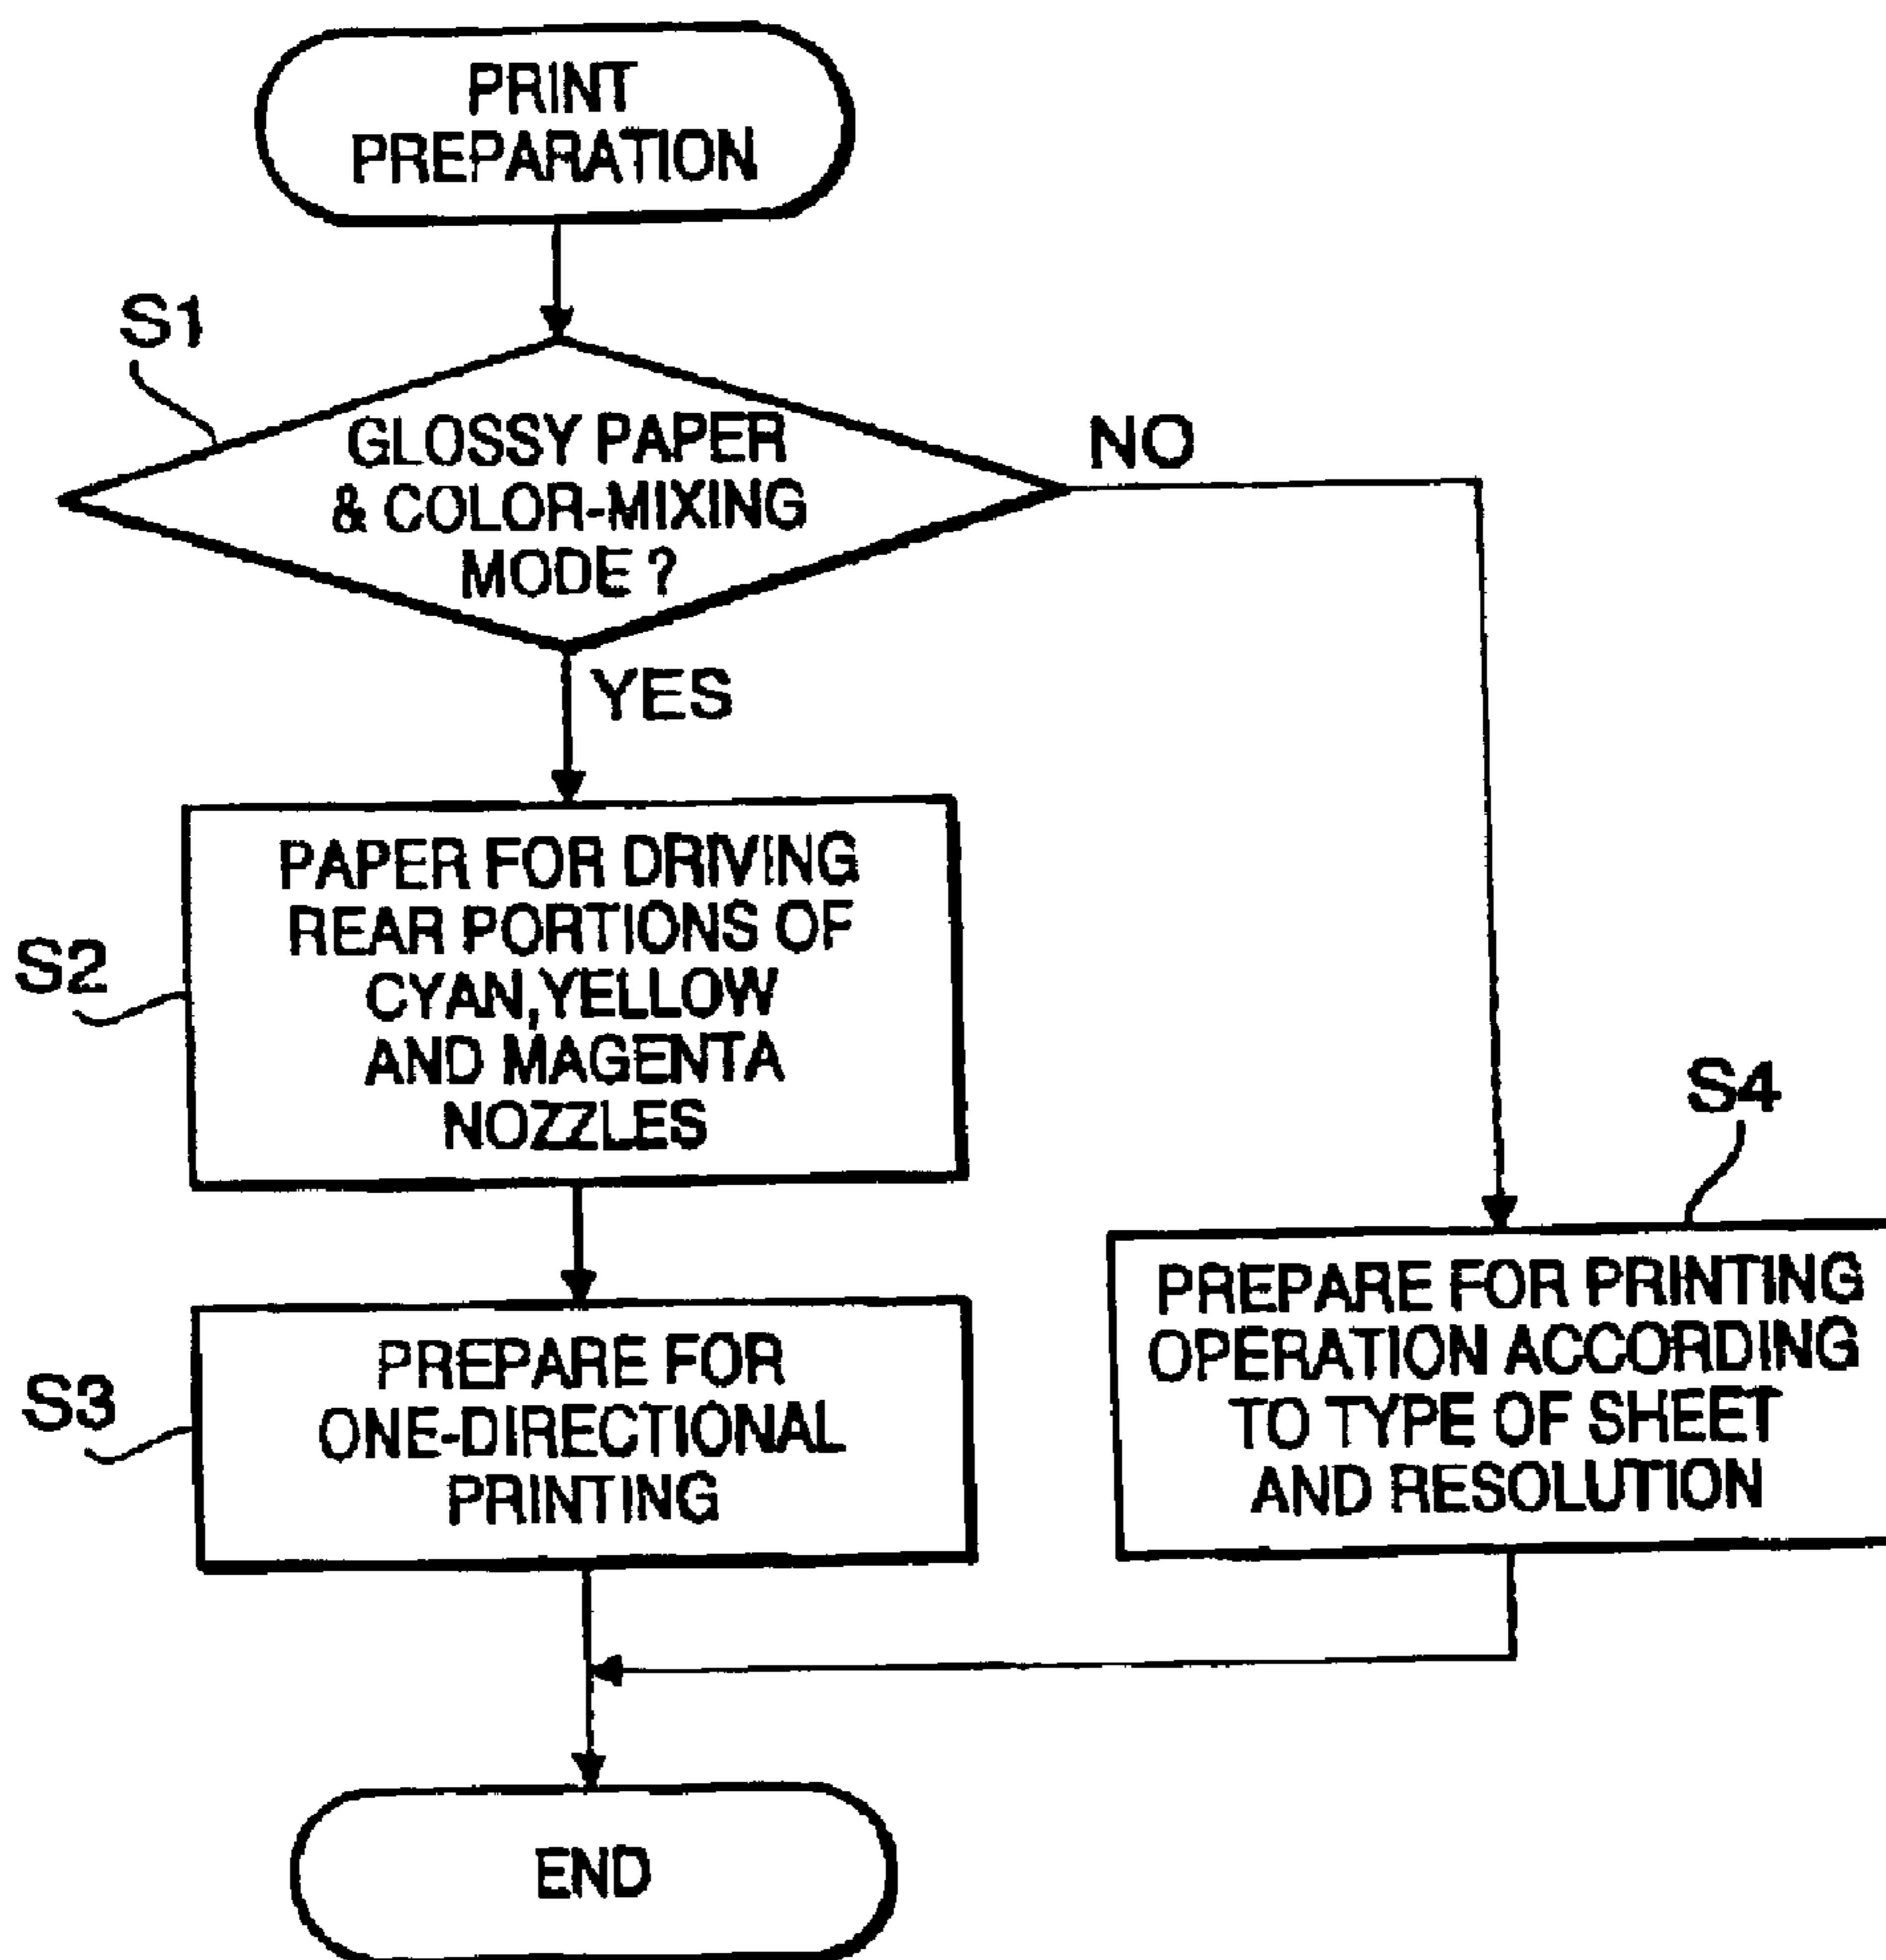 PRINT
PREPARATION
S1
GLOSSY PAPER
& COLOR-MIXING
MODE ?
NO
YES
S2
PAPER FOR DRIVING
REAR PORTIONS OF
CYAN, YELLOW
AND MAGENTA
NOZZLES
S3
PREPARE FOR
ONE-DIRECTIONAL
PRINTING
S4
PREPARE FOR PRINTING
OPERATION ACCORDING
TO TYPE OF SHEET
AND RESOLUTION
END